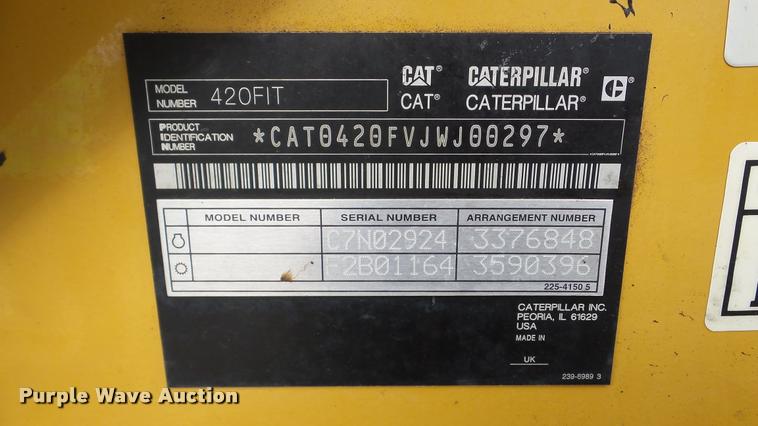 CAT® CATERPILLAR®
CAT® CATERPILLAR®
MODEL NUMBER 420FIT
PRODUCT IDENTIFICATION NUMBER *CAT0420FVJWJ00297*
MODEL NUMBER SERIAL NUMBER ARRANGEMENT NUMBER
C7N02924 3376848
F2B01164 3590396
225-4150 5
CATERPILLAR INC.
PEORIA, IL 61629
USA
MADE IN
UK
239-5989 3
Purple Wave Auction